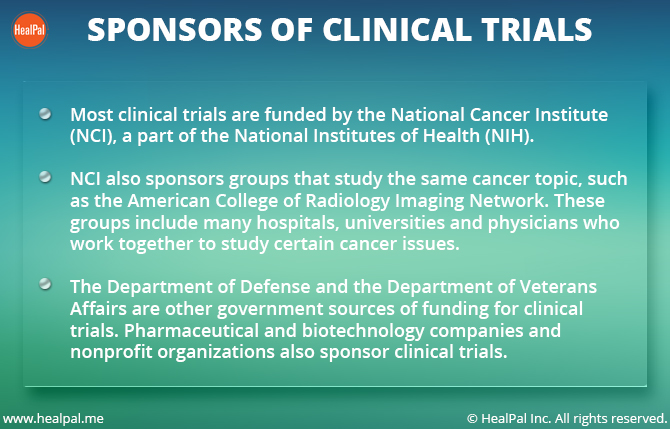 HealPal
SPONSORS OF CLINICAL TRIALS
Most clinical trials are funded by the National Cancer Institute
(NCI), a part of the National Institutes of Health (NIH).
NCI also sponsors groups that study the same cancer topic, such
as the American College of Radiology Imaging Network. These
groups include many hospitals, universities and physicians who
work together to study certain cancer issues.
The Department of Defense and the Department of Veterans
Affairs are other government sources of funding for clinical
trials. Pharmaceutical and biotechnology companies and
nonprofit organizations also sponsor clinical trials.
www.healpal.me
© HealPal Inc. All rights reserved.